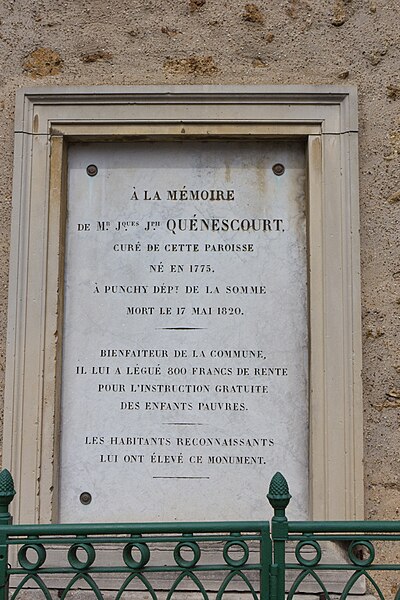 À LA MÉMOIRE
DE MR JQUES JPH QUÉNESCOURT,
CURÉ DE CETTE PAROISSE
NÉ EN 1775,
À PUNCHY DÉPT DE LA SOMME
MORT LE 17 MAI 1820.
BIENFAITEUR DE LA COMMUNE,
IL LUI A LÉGUÉ 800 FRANCS DE RENTE
POUR L'INSTRUCTION GRATUITE
DES ENFANTS PAUVRES.
LES HABITANTS RECONNAISSANTS
LUI ONT ÉLEVÉ CE MONUMENT.